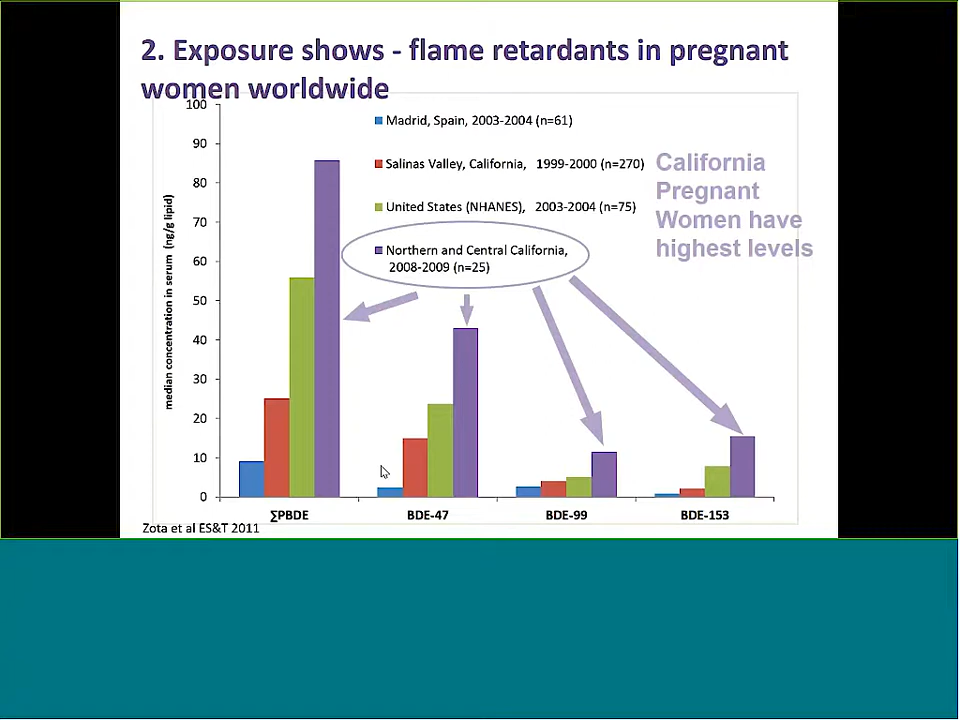 2. Exposure shows - flame retardants in pregnant
women worldwide
100
90
80
70
60
50
40
30
20
10
0
median concentration in serum (ng/g lipid)
Madrid, Spain, 2003-2004 (n=61)
Salinas Valley, California, 1999-2000 (n=270)
United States (NHANES), 2003-2004 (n=75)
Northern and Central California,
2008-2009 (n=25)
California
Pregnant
Women have
highest levels
∑PBDE
BDE-47
BDE-99
BDE-153
Zota et al ES&T 2011